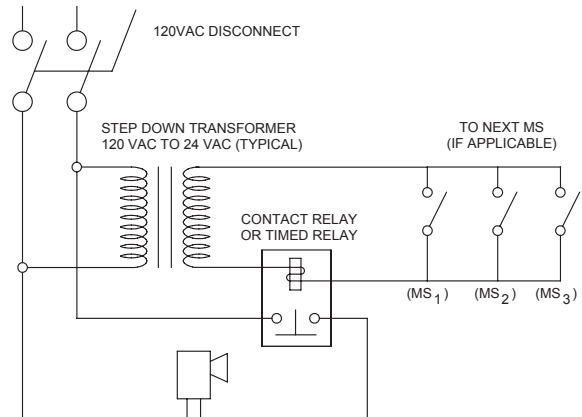 120VAC DISCONNECT
STEP DOWN TRANSFORMER
120 VAC TO 24 VAC (TYPICAL)
TO NEXT MS
(IF APPLICABLE)
CONTACT RELAY
OR TIMED RELAY
(MS1) (MS2) (MS3)